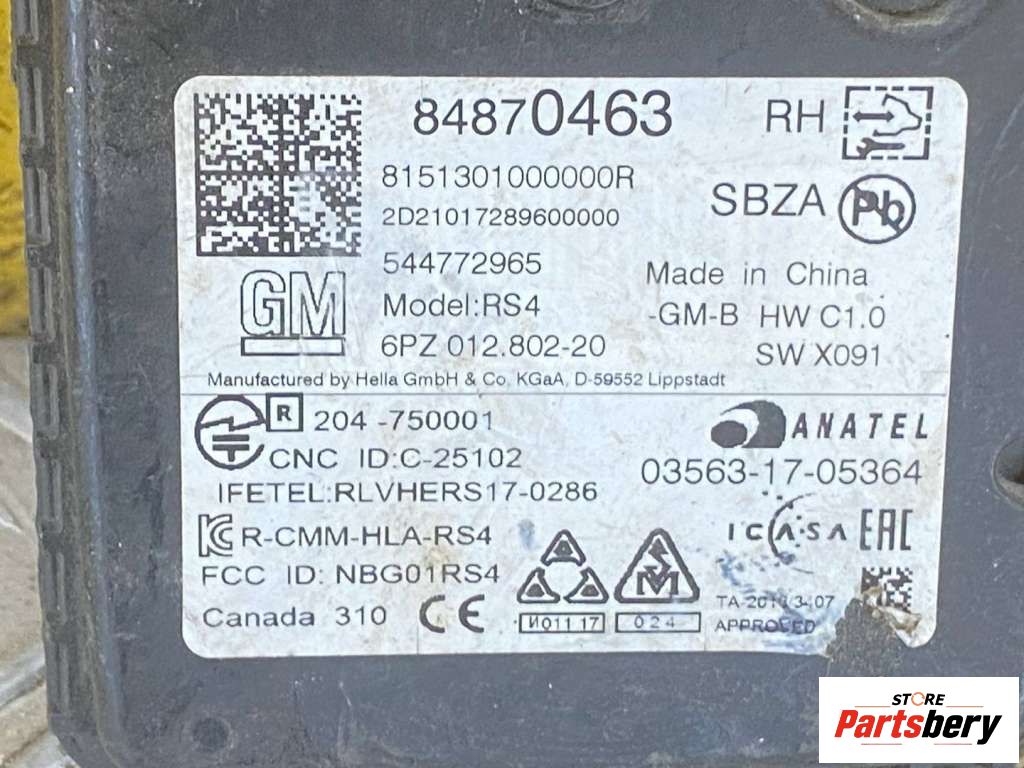 84870463 RH
8151301000000R
2D21017289600000
SBZA Pb
544772965
Made in China
GM
Model:RS4
-GM-B HW C1.0
6PZ 012.802-20
SW X091
Manufactured by Hella GmbH & Co. KGaA, D-59552 Lippstadt
R 204 -750001
ANATEL
CNC ID:C-25102
03563-17-05364
IFETEL:RLVHERS17-0286
R-CMM-HLA-RS4
ICASA EAC
FCC ID: NBG01RS4
Canada 310 CE
И011 17
024
APPROVED
STORE
Partsbery